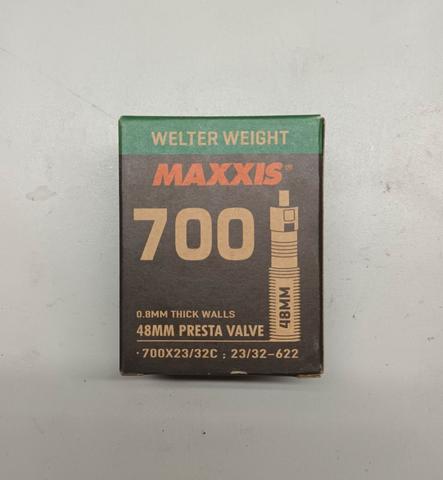 WELTER WEIGHT
MAXXIS®
700
0.8MM THICK WALLS
48MM PRESTA VALVE
48MM
·700X23/32C ; 23/32-622